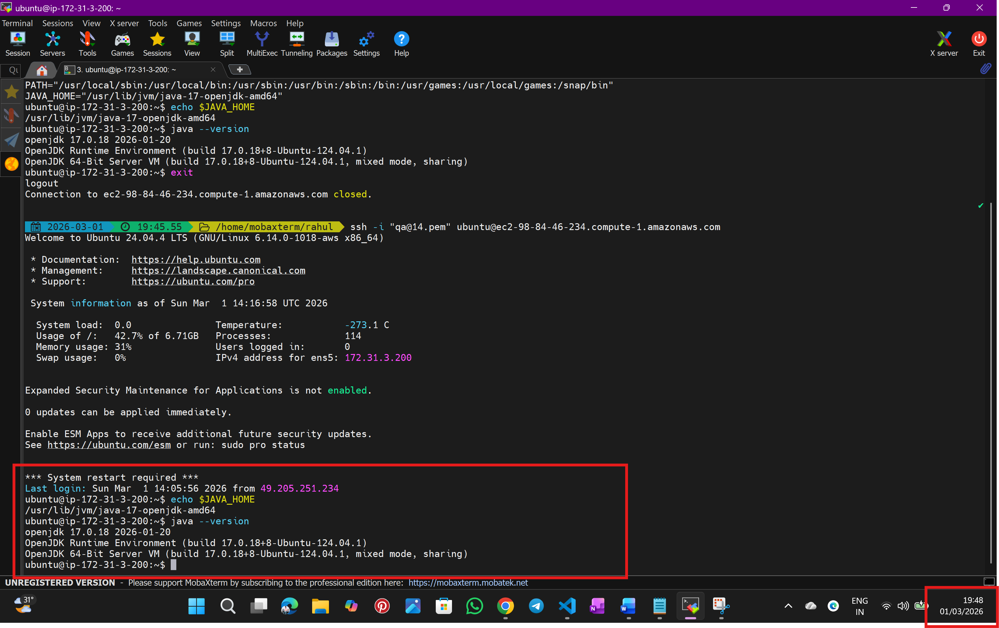 ubuntu@ip-172-31-3-200: ~
Terminal Sessions View X server Tools Games Settings Macros Help
Session Servers Tools Games Sessions View Split MultiExec Tunneling Packages Settings Help X server Exit
3. ubuntu@ip-172-31-3-200: ~
PATH="/usr/local/sbin:/usr/local/bin:/usr/sbin:/usr/bin:/sbin:/bin:/usr/games:/usr/local/games:/snap/bin"
JAVA_HOME="/usr/lib/jvm/java-17-openjdk-amd64"
ubuntu@ip-172-31-3-200:~$ echo $JAVA_HOME
/usr/lib/jvm/java-17-openjdk-amd64
ubuntu@ip-172-31-3-200:~$ java --version
openjdk 17.0.18 2026-01-20
OpenJDK Runtime Environment (build 17.0.18+8-Ubuntu-124.04.1)
OpenJDK 64-Bit Server VM (build 17.0.18+8-Ubuntu-124.04.1, mixed mode, sharing)
ubuntu@ip-172-31-3-200:~$ exit
logout
Connection to ec2-98-84-46-234.compute-1.amazonaws.com closed.
2026-03-01 19:45.55 /home/mobaxterm/rahul ssh -i "qa@14.pem" ubuntu@ec2-98-84-46-234.compute-1.amazonaws.com
Welcome to Ubuntu 24.04.4 LTS (GNU/Linux 6.14.0-1018-aws x86_64)
* Documentation: https://help.ubuntu.com
* Management: https://landscape.canonical.com
* Support: https://ubuntu.com/pro
System information as of Sun Mar 1 14:16:58 UTC 2026
System load: 0.0 Temperature: -273.1 C
Usage of /: 42.7% of 6.71GB Processes: 114
Memory usage: 31% Users logged in: 0
Swap usage: 0% IPv4 address for ens5: 172.31.3.200
Expanded Security Maintenance for Applications is not enabled.
0 updates can be applied immediately.
Enable ESM Apps to receive additional future security updates.
See https://ubuntu.com/esm or run: sudo pro status
*** System restart required ***
Last login: Sun Mar 1 14:05:56 2026 from 49.205.251.234
ubuntu@ip-172-31-3-200:~$ echo $JAVA_HOME
/usr/lib/jvm/java-17-openjdk-amd64
ubuntu@ip-172-31-3-200:~$ java --version
openjdk 17.0.18 2026-01-20
OpenJDK Runtime Environment (build 17.0.18+8-Ubuntu-124.04.1)
OpenJDK 64-Bit Server VM (build 17.0.18+8-Ubuntu-124.04.1, mixed mode, sharing)
ubuntu@ip-172-31-3-200:~$
UNREGISTERED VERSION - Please support MobaXterm by subscribing to the professional edition here: https://mobaxterm.mobatek.net
31°
ENG
IN
19:48
01/03/2026